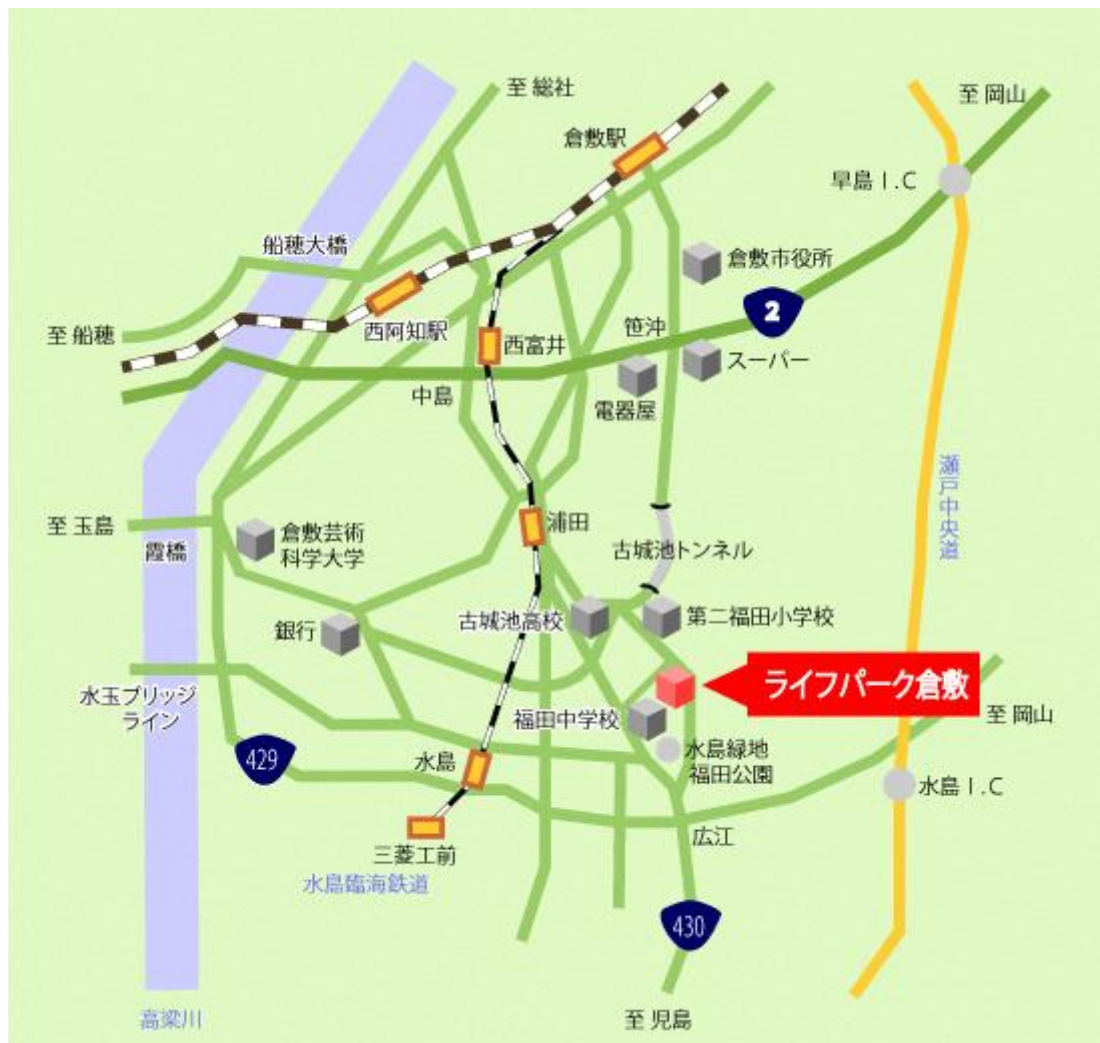 至 総社
至 岡山
倉敷駅
早島 I.C
船穂大橋
倉敷市役所
2
至 船穂
西阿知駅
西富井
笹沖
スーパー
中島
電器屋
瀬戸中央道
至 玉島
霞橋
倉敷芸術
科学大学
浦田
古城池トンネル
銀行
古城池高校
第二福田小学校
ライフパーク倉敷
水玉ブリッジ
ライン
福田中学校
至 岡山
429
水島
水島緑地
福田公園
水島 I.C
三菱工前
広江
水島臨海鉄道
430
高梁川
至 児島